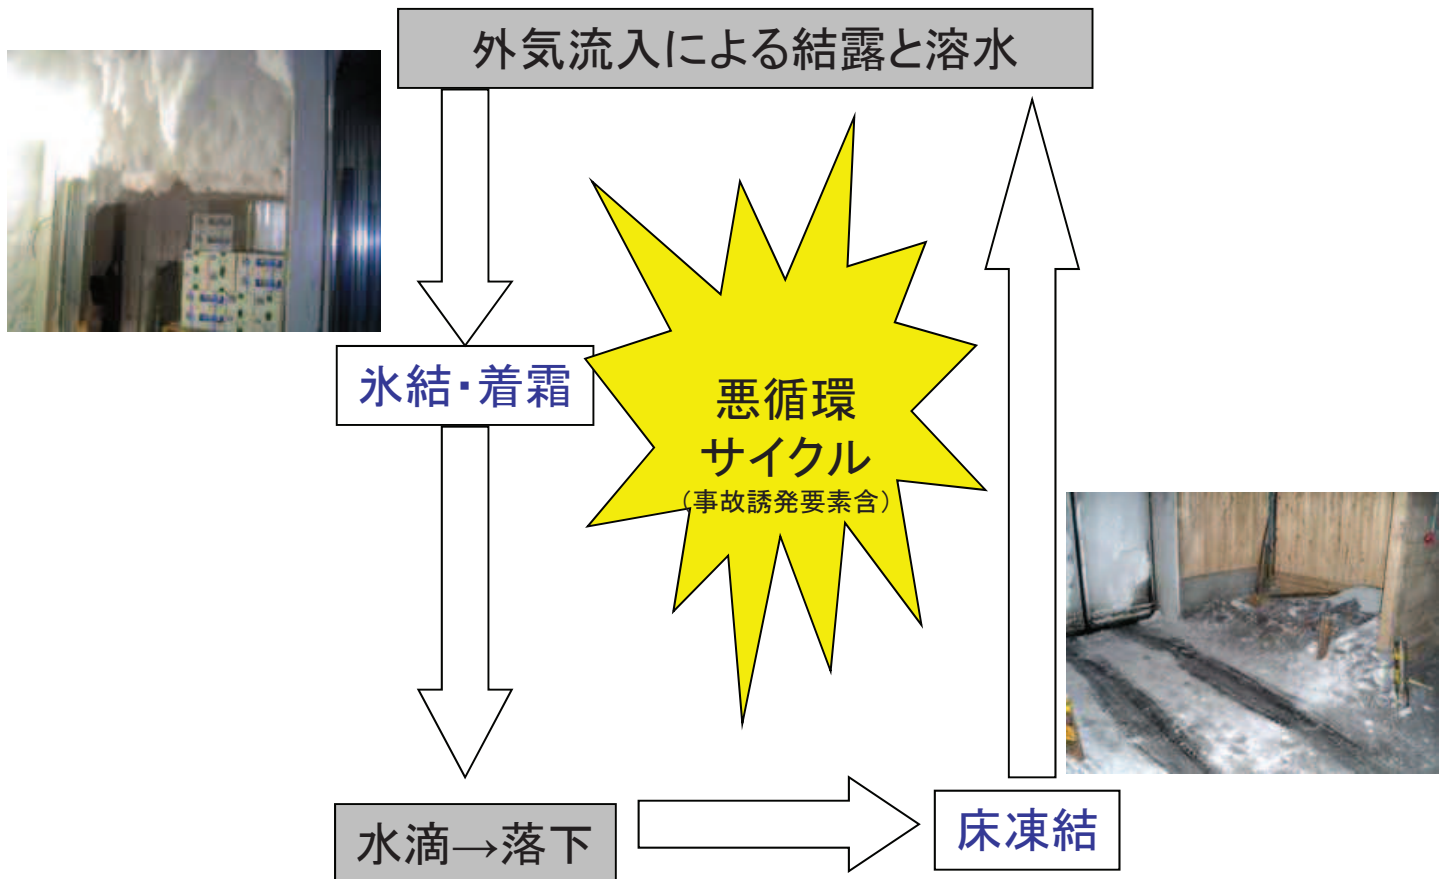 外気流入による結露と溶水
氷結・着霜
悪循環
サイクル
（事故誘発要素含）
水滴→落下
床凍結